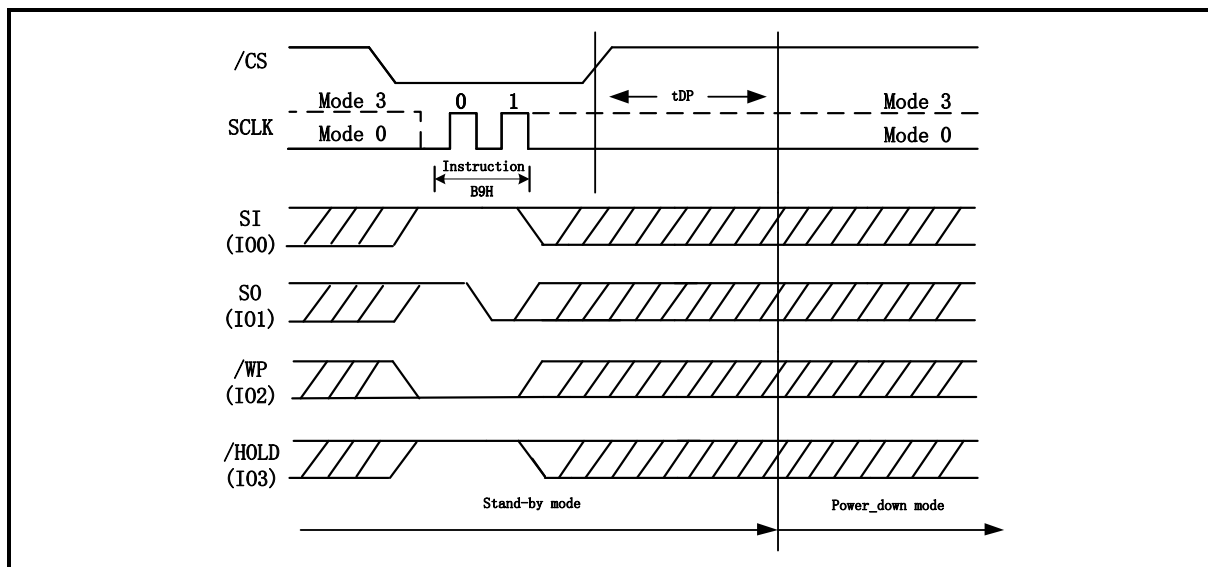 /CS
tDP
Mode 3 0 1 Mode 3
SCLK
Mode 0 Mode 0
Instruction
B9H
SI
(IO0)
SO
(IO1)
/WP
(IO2)
/HOLD
(IO3)
Stand-by mode Power_down mode